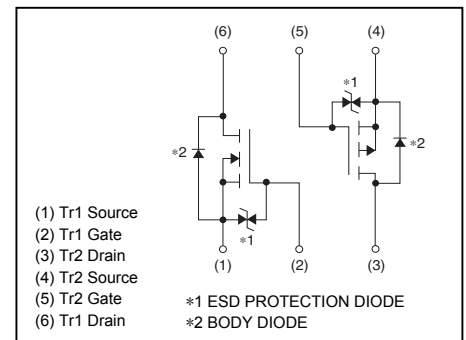 (6) (5) (4)
∗1
∗2
∗2
∗1
(1) (2) (3)
(1) Tr1 Source
(2) Tr1 Gate
(3) Tr2 Drain
(4) Tr2 Source
(5) Tr2 Gate
(6) Tr1 Drain
∗1 ESD PROTECTION DIODE
∗2 BODY DIODE